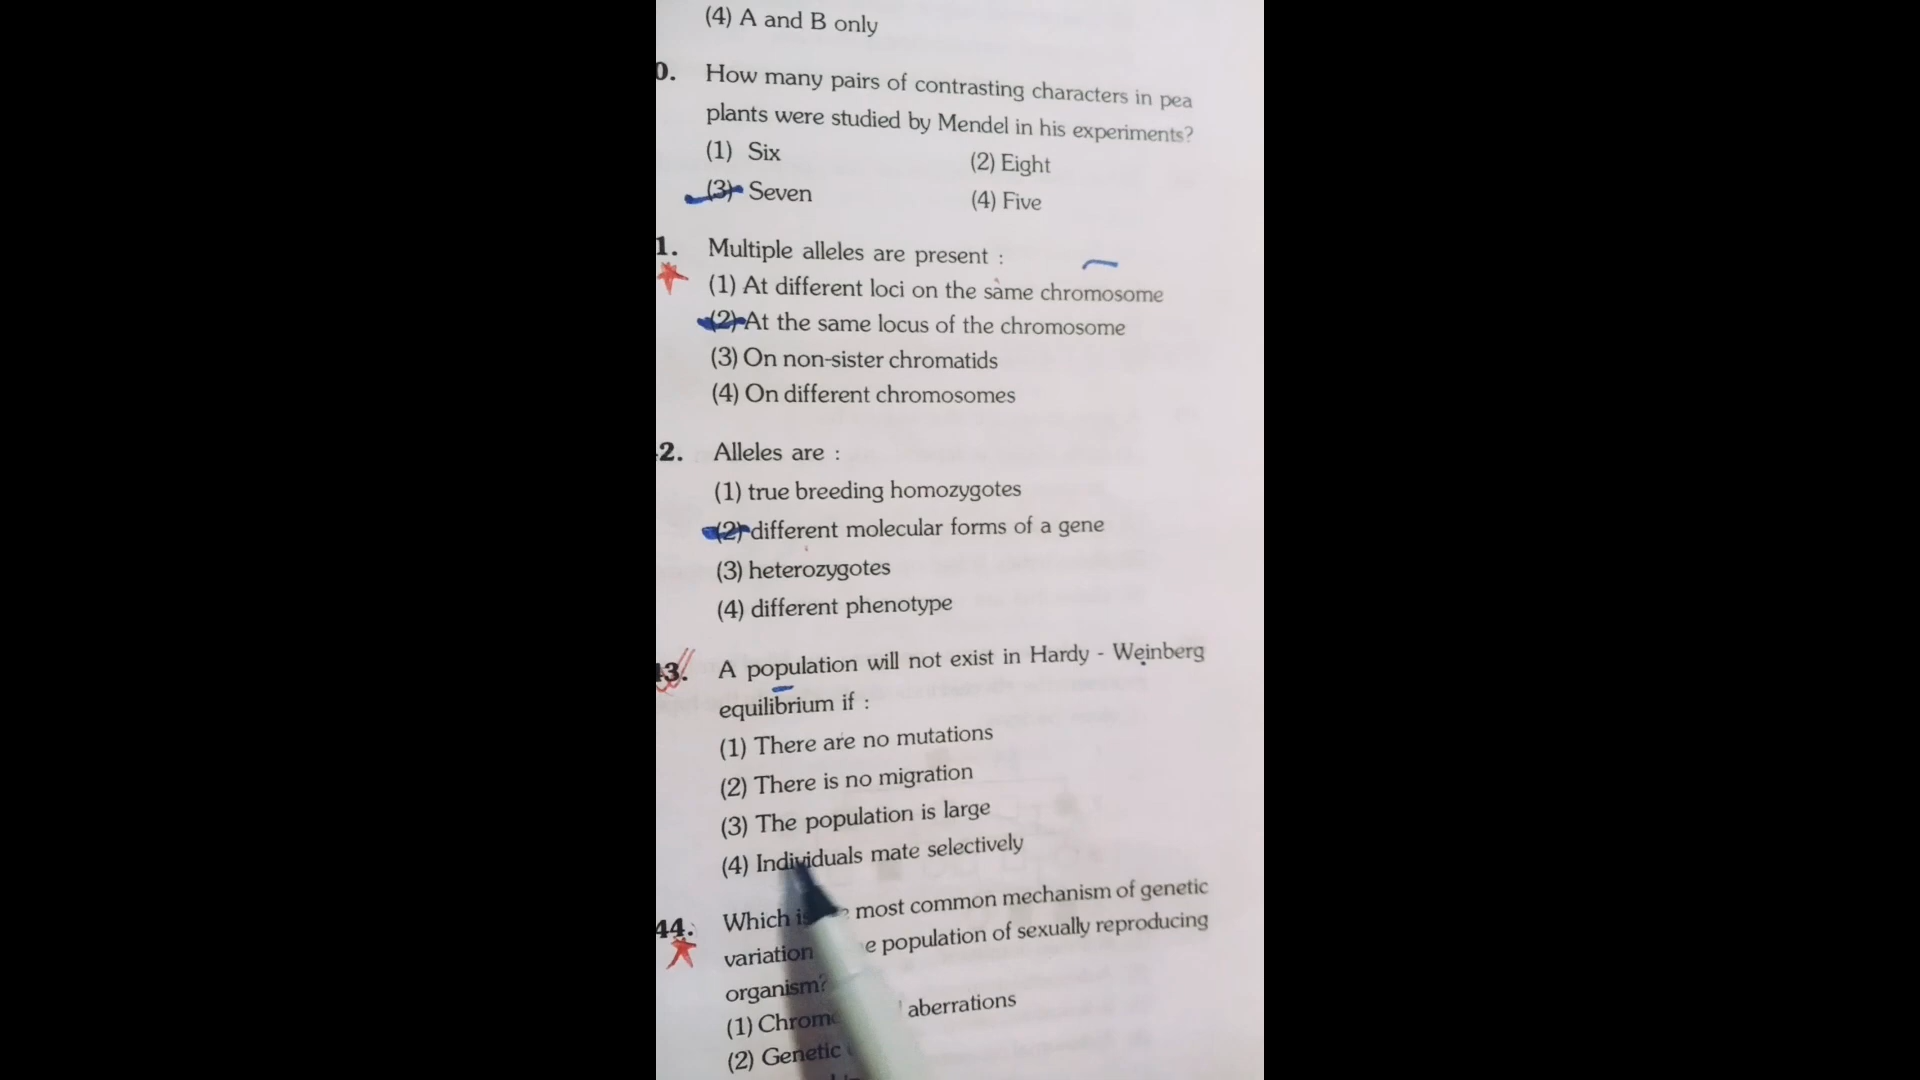 (4) A and B only
0. How many pairs of contrasting characters in pea
plants were studied by Mendel in his experiments?
(1) Six (2) Eight
(3) Seven (4) Five
1. Multiple alleles are present :
(1) At different loci on the same chromosome
(2) At the same locus of the chromosome
(3) On non-sister chromatids
(4) On different chromosomes
2. Alleles are :
(1) true breeding homozygotes
(2) different molecular forms of a gene
(3) heterozygotes
(4) different phenotype
43. A population will not exist in Hardy - Weinberg
equilibrium if :
(1) There are no mutations
(2) There is no migration
(3) The population is large
(4) Individuals mate selectively
44. Which is most common mechanism of genetic
variation population of sexually reproducing
organism?
(1) aberrations
(2) Genetic